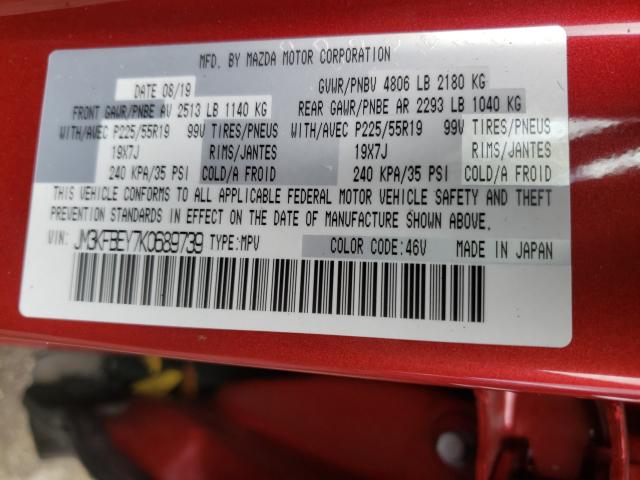 MFD. BY MAZDA MOTOR CORPORATION
DATE 08/19 GVWR/PNBV 4806 LB 2180 KG
FRONT GAWR/PNBE AV 2513 LB 1140 KG REAR GAWR/PNBE AR 2293 LB 1040 KG
WITH/AVEC P225/55R19 99V TIRES/PNEUS WITH/AVEC P225/55R19 99V TIRES/PNEUS
19X7J RIMS/JANTES 19X7J RIMS/JANTES
240 KPA/35 PSI COLD/A FROID 240 KPA/35 PSI COLD/A FROID
THIS VEHICLE CONFORMS TO ALL APPLICABLE FEDERAL MOTOR VEHICLE SAFETY AND THEFT
PREVENTION STANDARDS IN EFFECT ON THE DATE OF MANUFACTURE SHOWN ABOVE.
VIN: JM3KFBEY7K0689739 TYPE:MPV COLOR CODE:46V MADE IN JAPAN